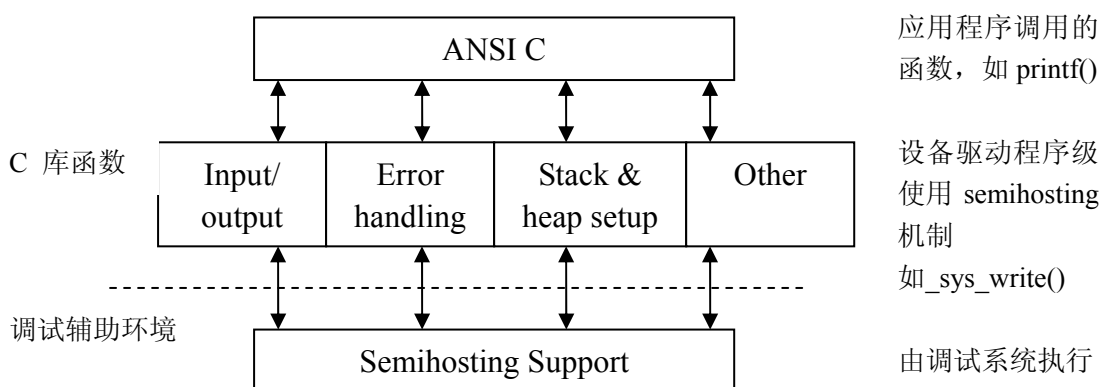 ANSI C
应用程序调用的
函数，如 printf()
C 库函数
Input/
output
Error
handling
Stack &
heap setup
Other
设备驱动程序级
使用 semihosting
机制
如_sys_write()
调试辅助环境
Semihosting Support
由调试系统执行